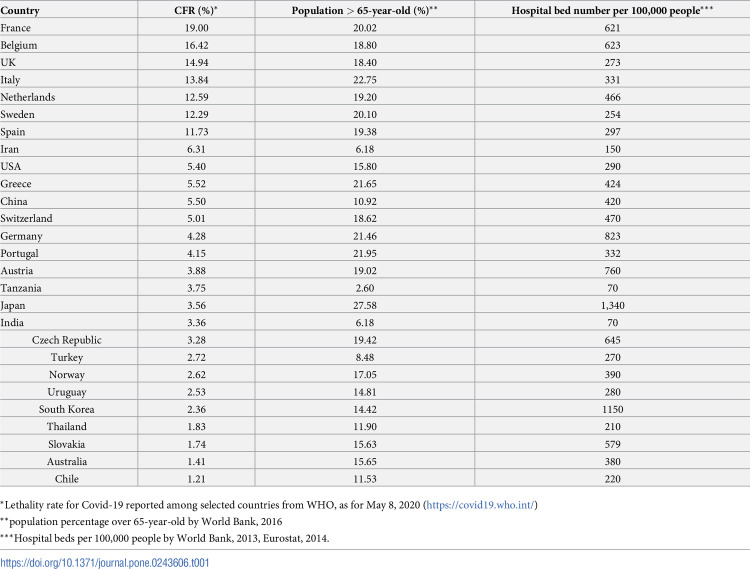 Country CFR (%)* Population > 65-year-old (%)** Hospital bed number per 100,000 people***
France 19.00 20.02 621
Belgium 16.42 18.80 623
UK 14.94 18.40 273
Italy 13.84 22.75 331
Netherlands 12.59 19.20 466
Sweden 12.29 20.10 254
Spain 11.73 19.38 297
Iran 6.31 6.18 150
USA 5.40 15.80 290
Greece 5.52 21.65 424
China 5.50 10.92 420
Switzerland 5.01 18.62 470
Germany 4.28 21.46 823
Portugal 4.15 21.95 332
Austria 3.88 19.02 760
Tanzania 3.75 2.60 70
Japan 3.56 27.58 1,340
India 3.36 6.18 70
Czech Republic 3.28 19.42 645
Turkey 2.72 8.48 270
Norway 2.62 17.05 390
Uruguay 2.53 14.81 280
South Korea 2.36 14.42 1150
Thailand 1.83 11.90 210
Slovakia 1.74 15.63 579
Australia 1.41 15.65 380
Chile 1.21 11.53 220
*Lethality rate for Covid-19 reported among selected countries from WHO, as for May 8, 2020 (https://covid19.who.int/)
**population percentage over 65-year-old by World Bank, 2016
***Hospital beds per 100,000 people by World Bank, 2013, Eurostat, 2014.
https://doi.org/10.1371/journal.pone.0243606.t001